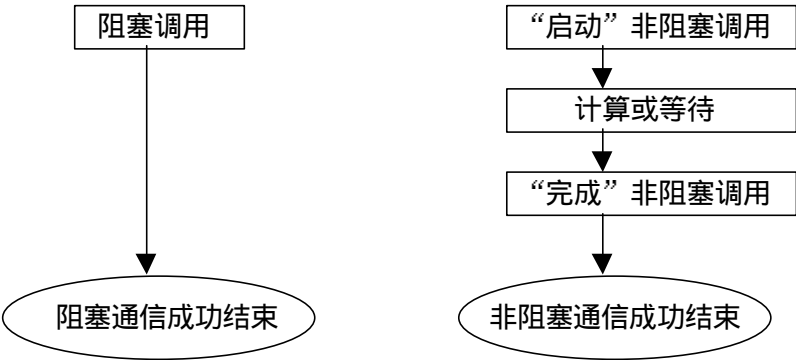 阻塞调用
阻塞通信成功结束
“启动”非阻塞调用
计算或等待
“完成”非阻塞调用
非阻塞通信成功结束